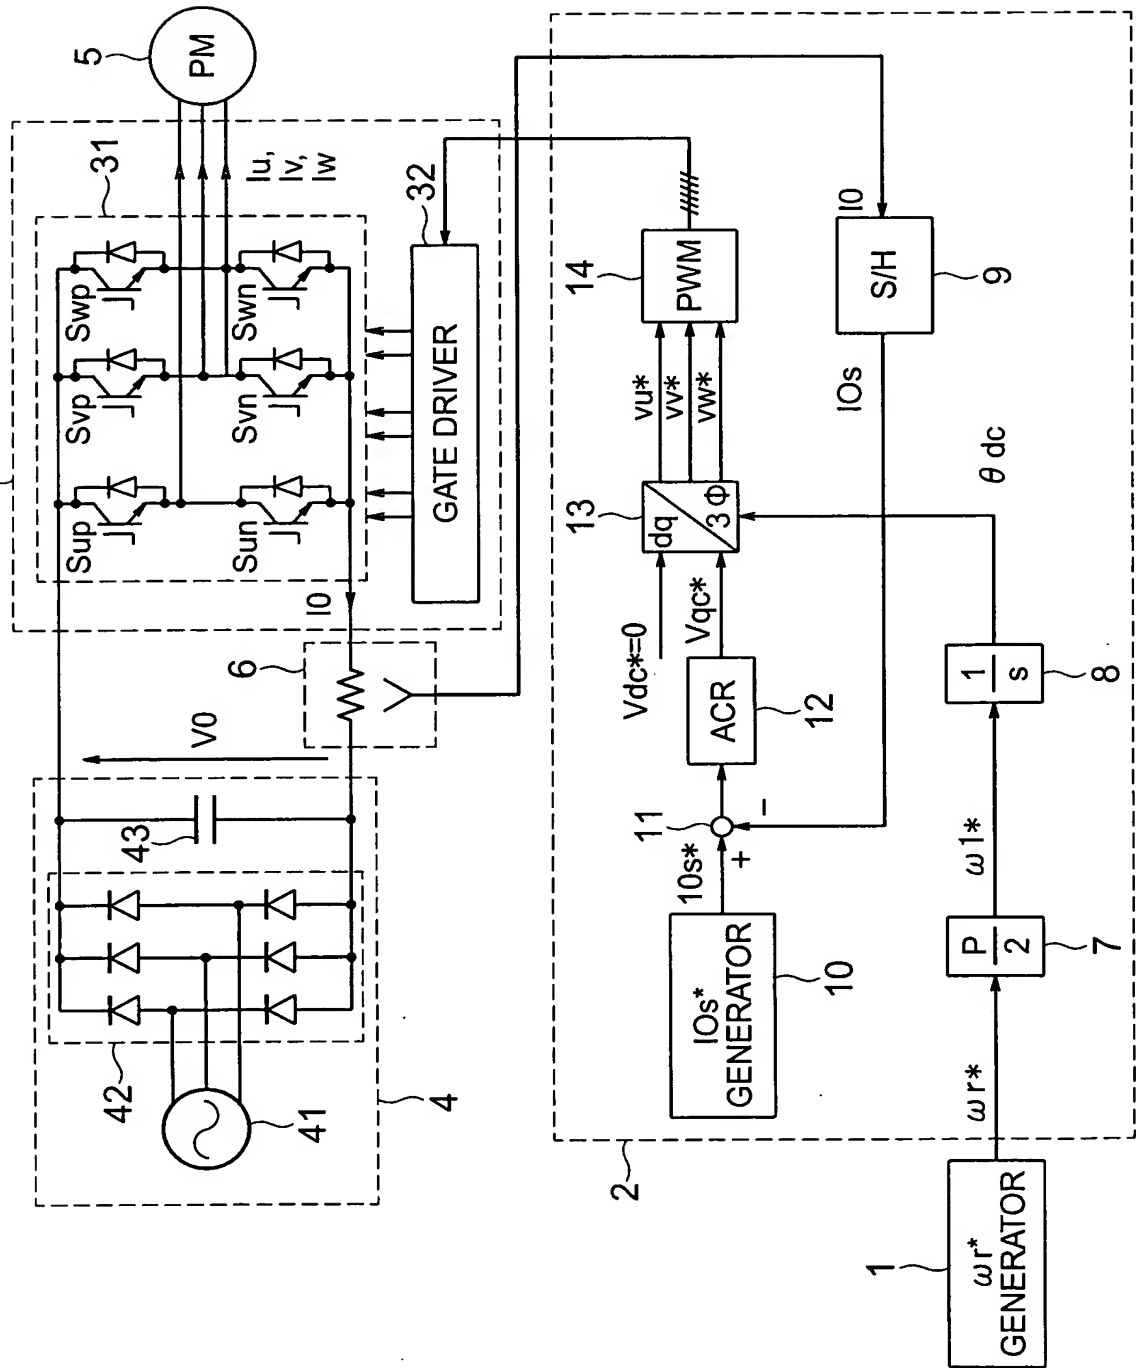 5
PM
31
Iu,
Iv,
Iw
Swp
Svp
Sup
Swn
Svn
Sun
32
GATE DRIVER
I0
6
V0
43
42
41
4
14
PWM
vu*
vv*
vw*
13
dq
3Φ
Vdc*=0
Vqc*
ACR
12
11
10s*
+
−
IOs*
GENERATOR
10
I0
S/H
9
IOs
θdc
1
s
8
ω1*
P
2
7
ωr*
2
1
ωr*
GENERATOR